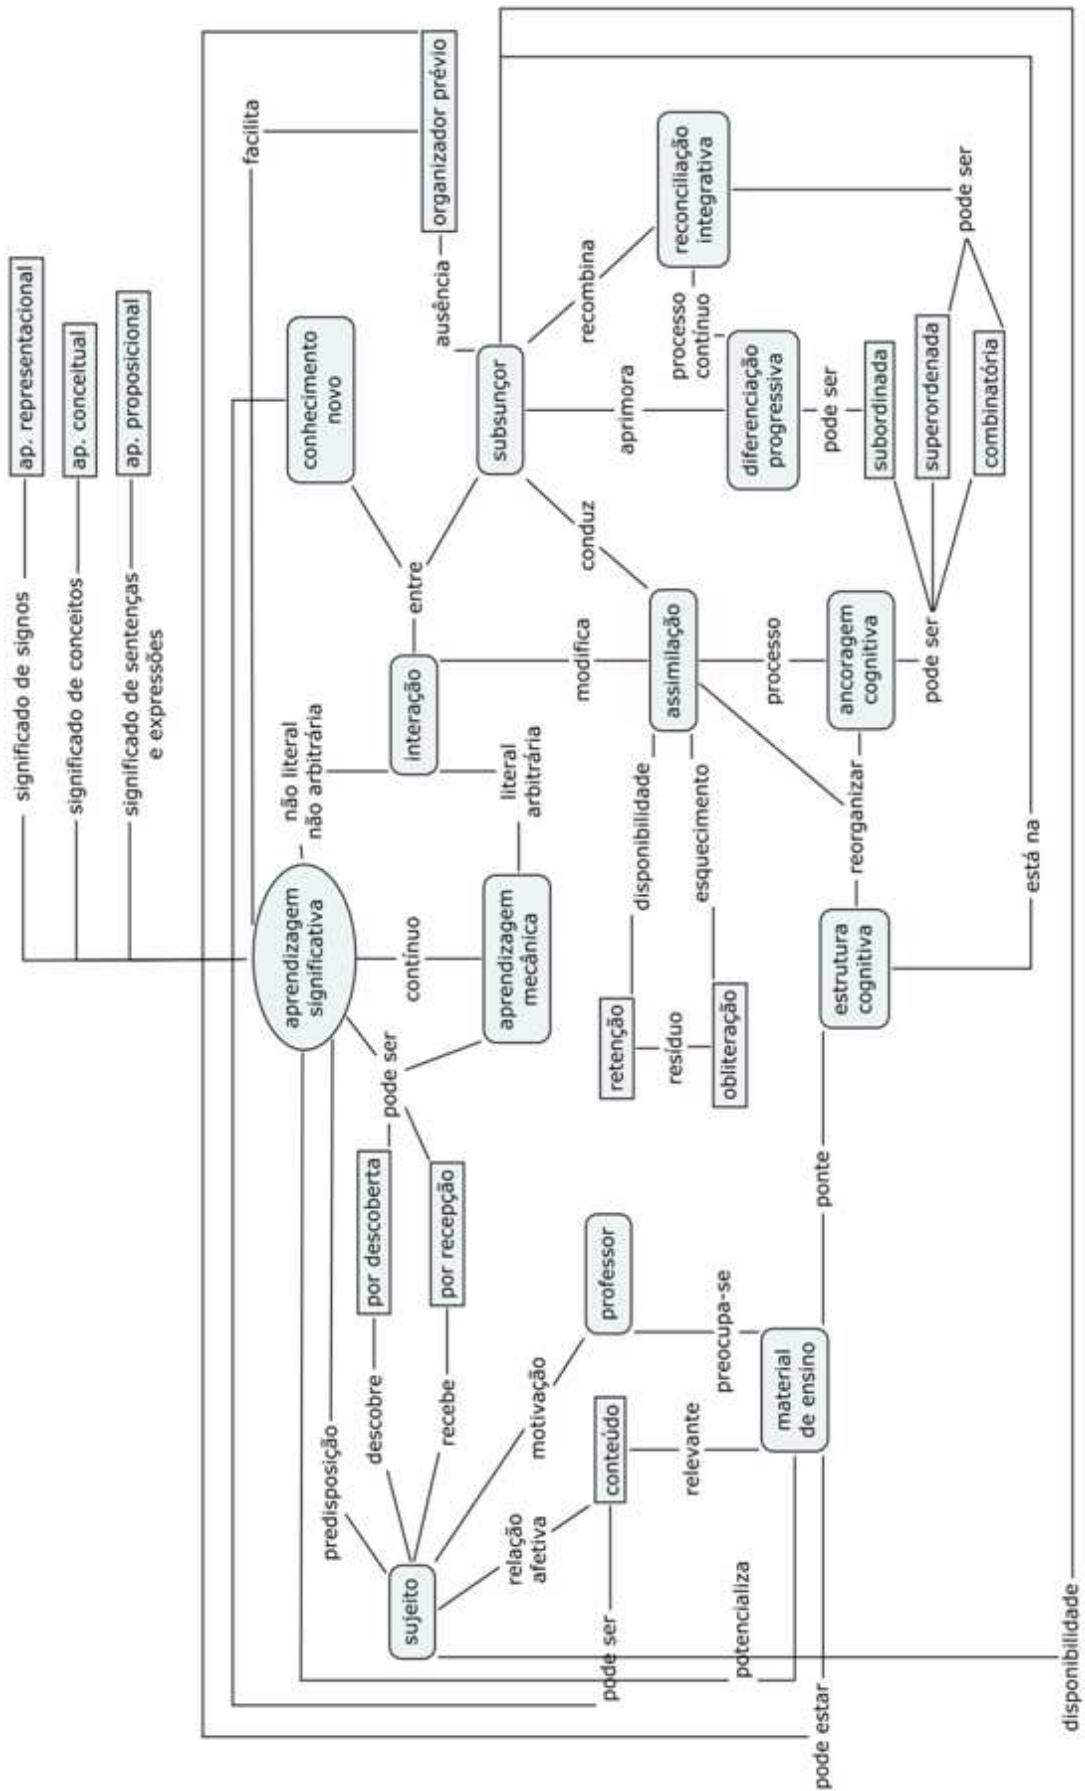 ap. representacional
ap. conceitual
ap. proposicional
significado de signos
significado de conceitos
significado de sentenças
e expressões
facilita
organizador prévio
ausência
conhecimento
novo
subsunçor
entre
interação
não literal
não arbitrária
literal
arbitrária
aprendizagem
significativa
contínuo
aprendizagem
mecânica
pode ser
por descoberta
por recepção
descobre
recebe
predisposição
sujeito
motivação
professor
relação
afetiva
conteúdo
relevante
preocupa-se
material
de ensino
pode ser
potencializa
pode estar
disponibilidade
ponte
estrutura
cognitiva
reorganizar
está na
retenção
resíduo
obliteração
disponibilidade
esquecimento
assimilação
modifica
conduz
processo
ancoragem
cognitiva
pode ser
aprimora
recombina
reconciliação
integrativa
processo
contínuo
diferenciação
progressiva
pode ser
subordinada
superordenada
combinatória
pode ser